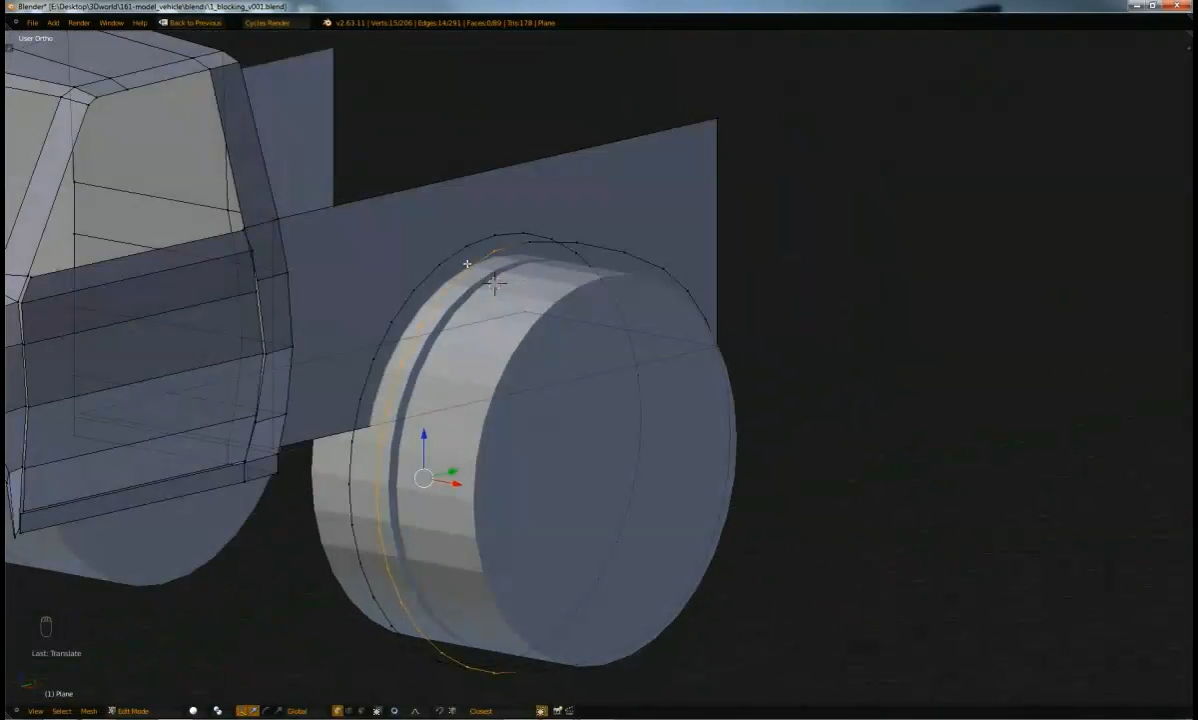 Blender* [E:\Desktop\3Dworld\161-model_vehicle\blends\1_blocking_v001.blend]
File Add Render Window Help Back to Previous Cycles Render v2.63.11 | Verts:15/266 | Edges:14/291 | Faces:0/89 | Tris:178 | Plane
User Ortho
Last: Translate
(1) Plane
View Select Mesh Edit Mode Global Closest